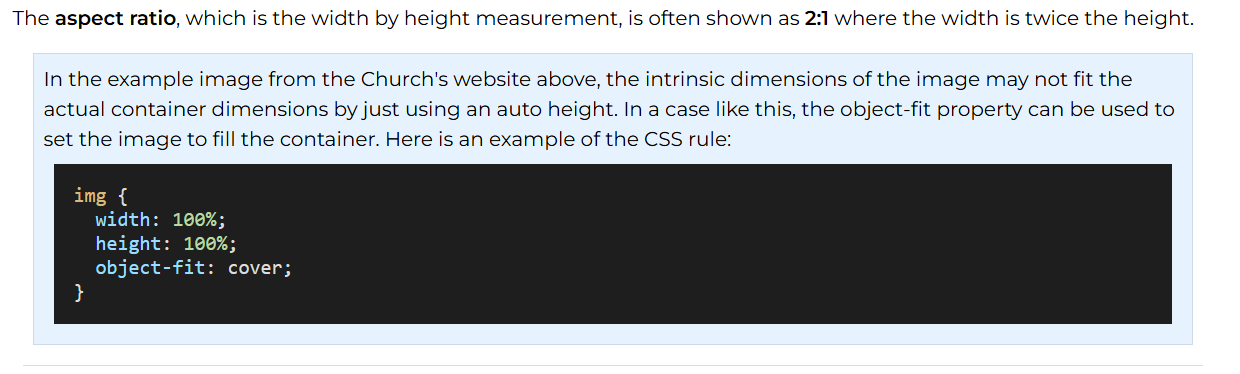 The aspect ratio, which is the width by height measurement, is often shown as 2:1 where the width is twice the height.
In the example image from the Church's website above, the intrinsic dimensions of the image may not fit the
actual container dimensions by just using an auto height. In a case like this, the object-fit property can be used to
set the image to fill the container. Here is an example of the CSS rule:
img {
  width: 100%;
  height: 100%;
  object-fit: cover;
}